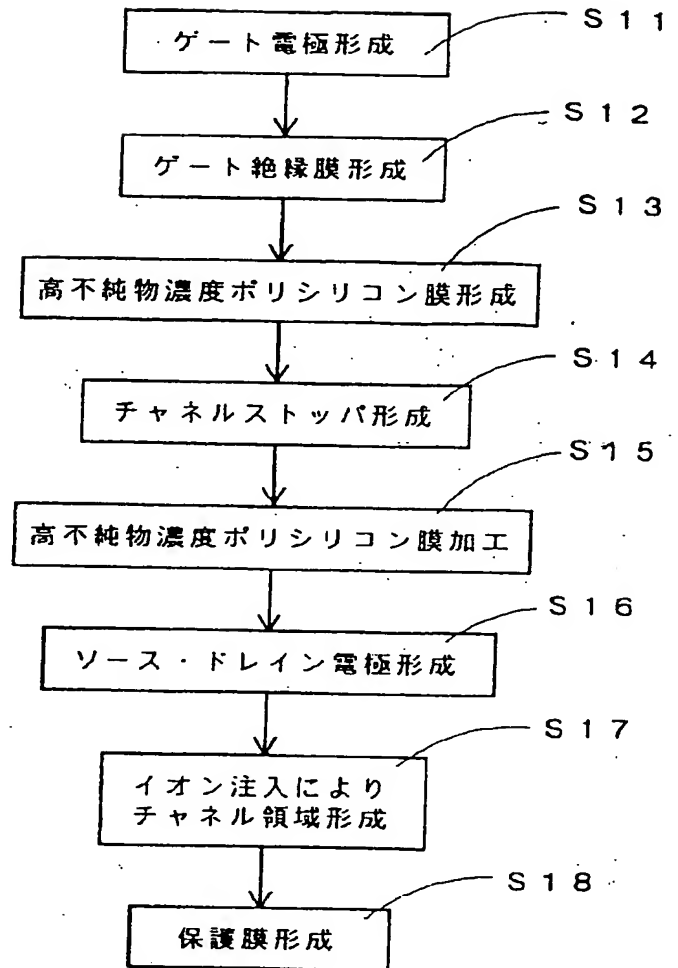 S11
ゲート電極形成
S12
ゲート絶縁膜形成
S13
高不純物濃度ポリシリコン膜形成
S14
チャネルストッパ形成
S15
高不純物濃度ポリシリコン膜加工
S16
ソース・ドレイン電極形成
S17
イオン注入により
チャネル領域形成
S18
保護膜形成